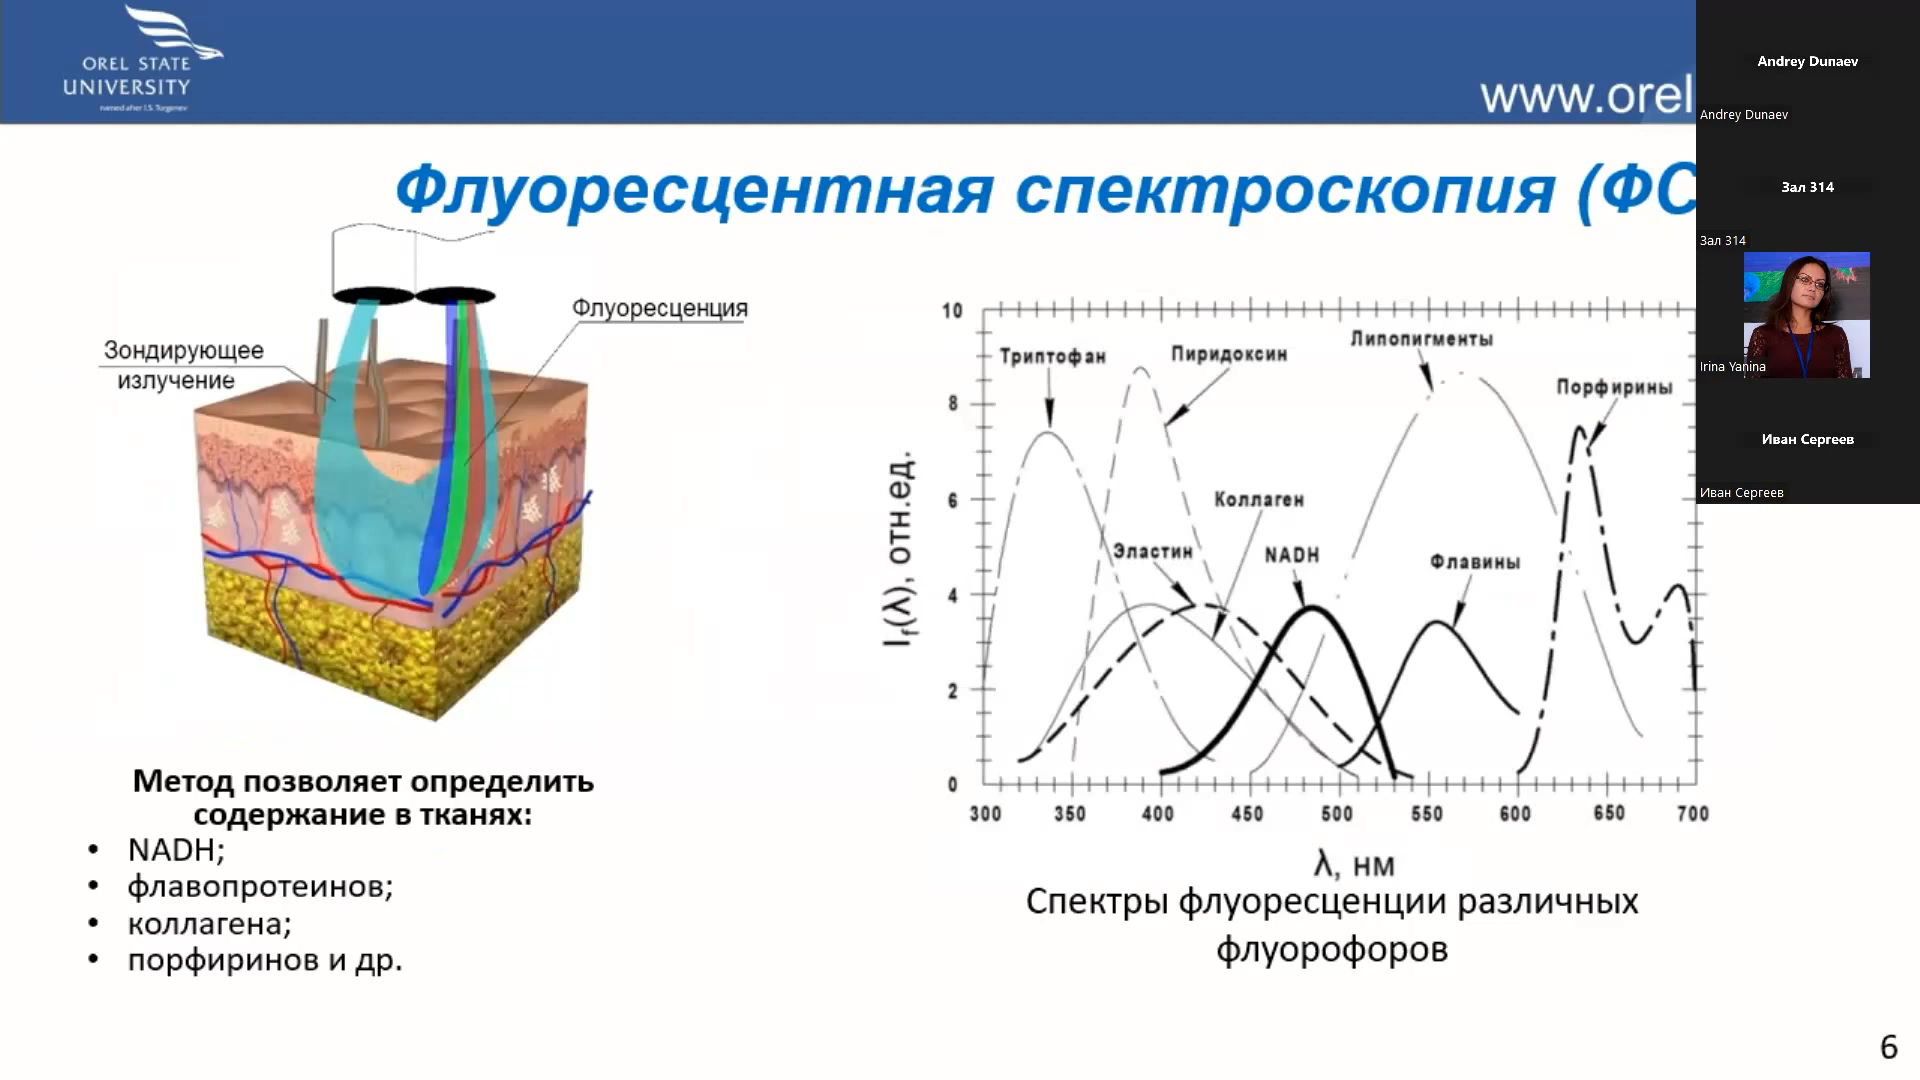 OREL STATE
UNIVERSITY
named after I.S. Turgenev
www.orel
Флуоресцентная спектроскопия (ФС
Зондирующее
излучение
Флуоресценция
Метод позволяет определить
содержание в тканях:
• NADH;
• флавопротеинов;
• коллагена;
• порфиринов и др.
10
8
6
4
2
0
If(λ), отн.ед.
Триптофан
Пиридоксин
Липопигменты
Порфирины
Коллаген
Эластин
NADH
Флавины
300 350 400 450 500 550 600 650 700
λ, нм
Спектры флуоресценции различных
флуорофоров
6
Andrey Dunaev
Andrey Dunaev
Зал 314
Зал 314
Irina Yanina
Иван Сергеев
Иван Сергеев